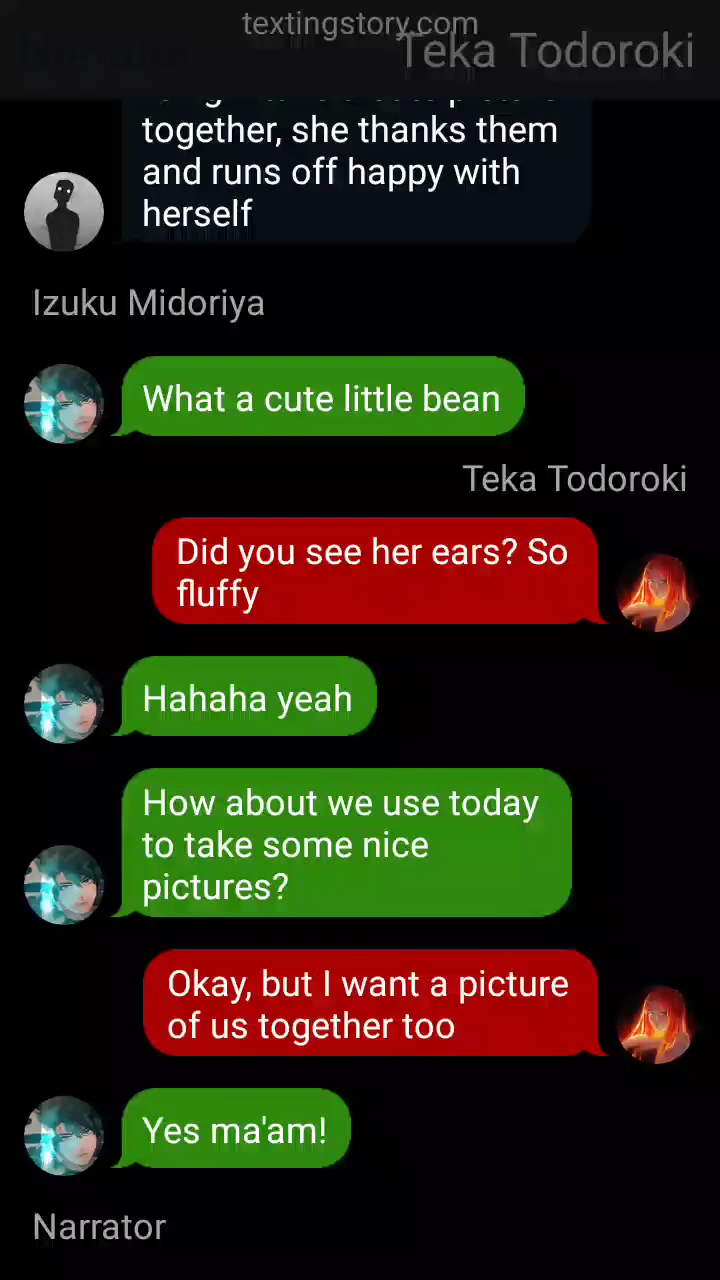 textingstory.com
Teka Todoroki
together, she thanks them
and runs off happy with
herself
Izuku Midoriya
What a cute little bean
Teka Todoroki
Did you see her ears? So
fluffy
Hahaha yeah
How about we use today
to take some nice
pictures?
Okay, but I want a picture
of us together too
Yes ma'am!
Narrator